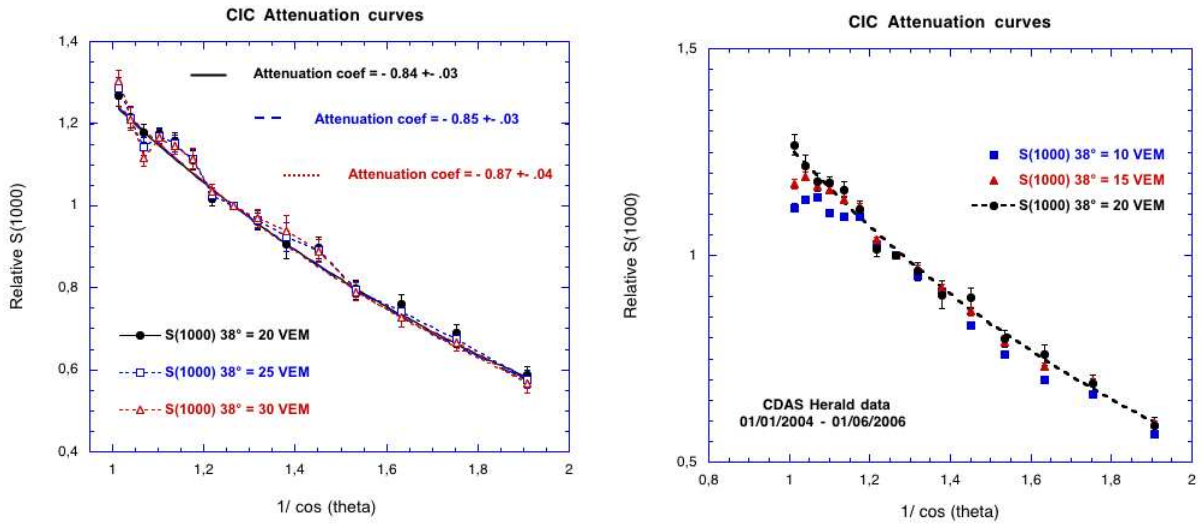 CIC Attenuation curves
1,4
1,2
1
0,8
0,6
0,4
Relative S(1000)
Attenuation coef = - 0.84 +- .03
Attenuation coef = - 0.85 +- .03
Attenuation coef = - 0.87 +- .04
S(1000) 38° = 20 VEM
S(1000) 38° = 25 VEM
S(1000) 38° = 30 VEM
1
1,2
1,4
1,6
1,8
2
1/ cos (theta)
CIC Attenuation curves
1,5
1
0,5
Relative S(1000)
S(1000) 38° = 10 VEM
S(1000) 38° = 15 VEM
S(1000) 38° = 20 VEM
CDAS Herald data
01/01/2004 - 01/06/2006
0,8
1
1,2
1,4
1,6
1,8
2
1/ cos (theta)